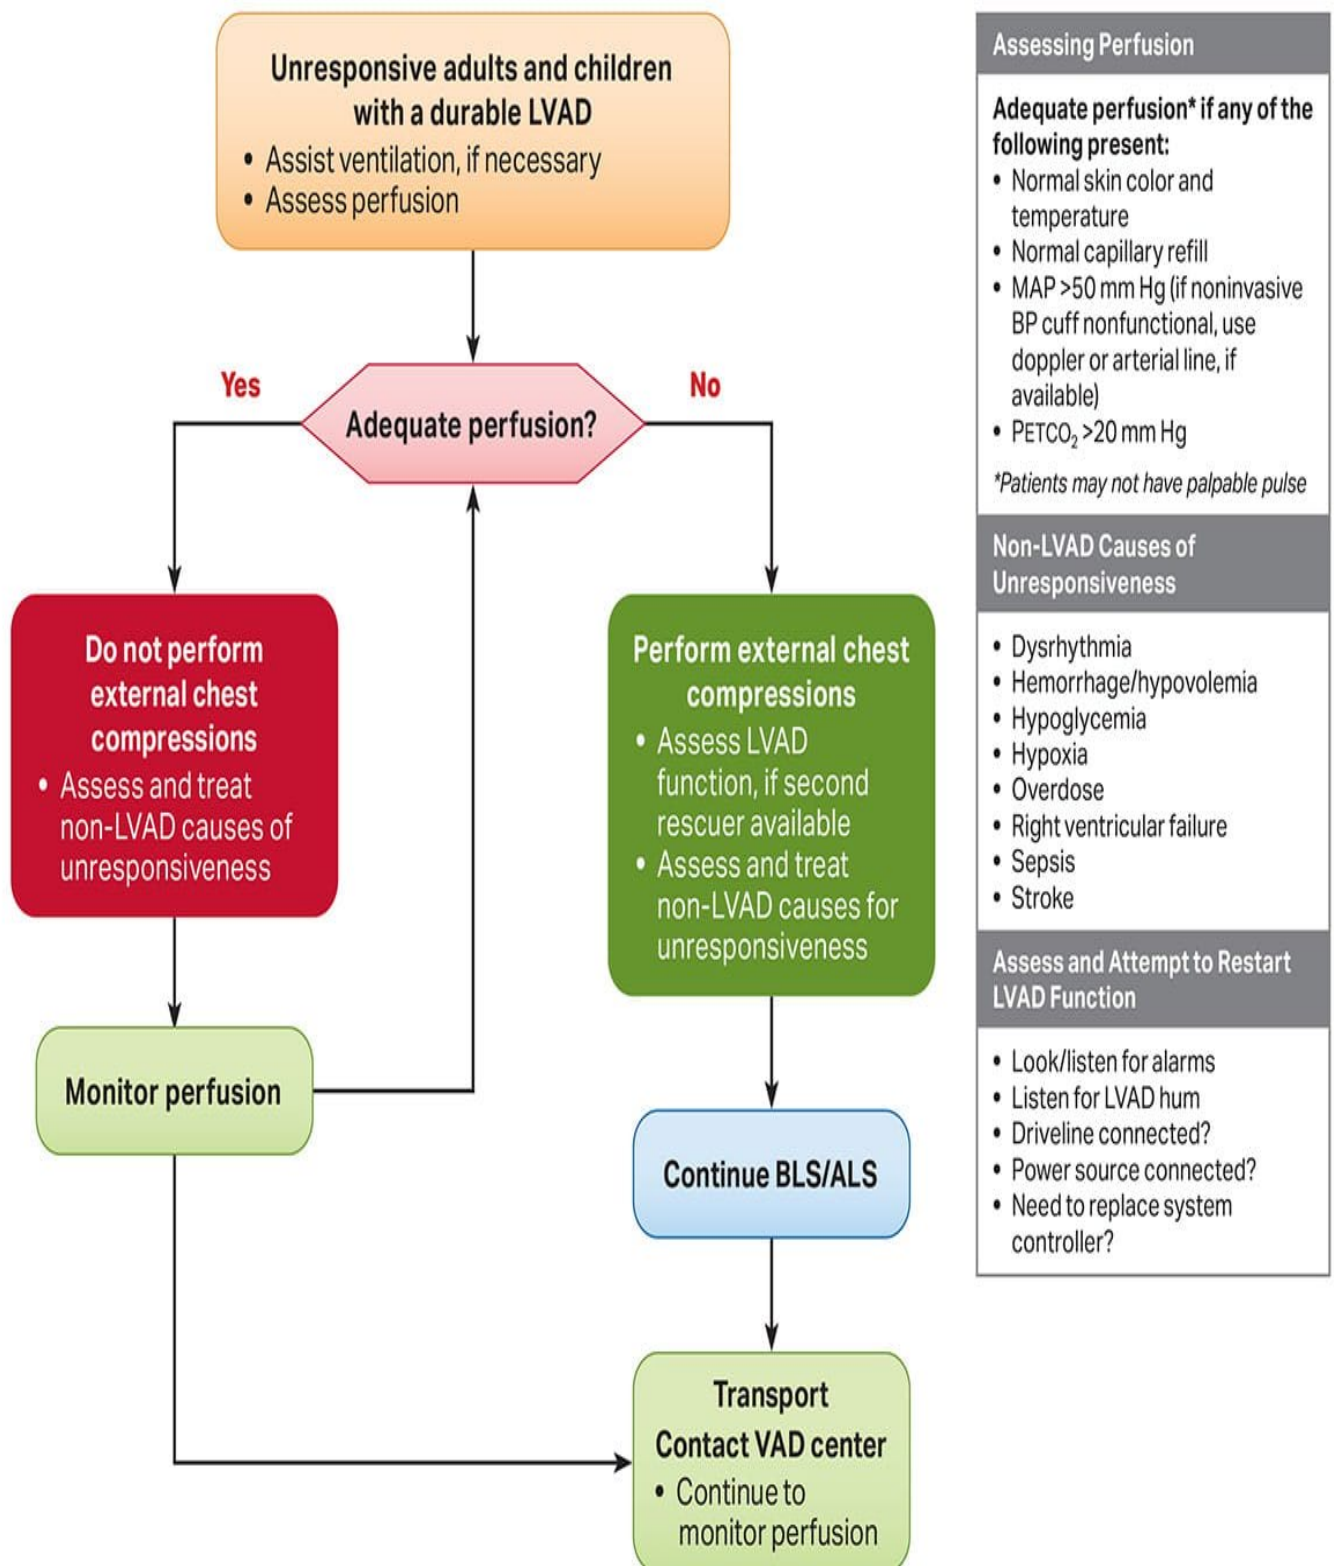 Unresponsive adults and children
with a durable LVAD
• Assist ventilation, if necessary
• Assess perfusion
Yes
Adequate perfusion?
No
Do not perform
external chest
compressions
• Assess and treat
non-LVAD causes of
unresponsiveness
Monitor perfusion
Perform external chest
compressions
• Assess LVAD
function, if second
rescuer available
• Assess and treat
non-LVAD causes for
unresponsiveness
Continue BLS/ALS
Transport
Contact VAD center
• Continue to
monitor perfusion
Assessing Perfusion
Adequate perfusion* if any of the
following present:
• Normal skin color and
temperature
• Normal capillary refill
• MAP >50 mm Hg (if noninvasive
BP cuff nonfunctional, use
doppler or arterial line, if
available)
• PETCO₂ >20 mm Hg
*Patients may not have palpable pulse
Non-LVAD Causes of
Unresponsiveness
• Dysrhythmia
• Hemorrhage/hypovolemia
• Hypoglycemia
• Hypoxia
• Overdose
• Right ventricular failure
• Sepsis
• Stroke
Assess and Attempt to Restart
LVAD Function
• Look/listen for alarms
• Listen for LVAD hum
• Driveline connected?
• Power source connected?
• Need to replace system
controller?